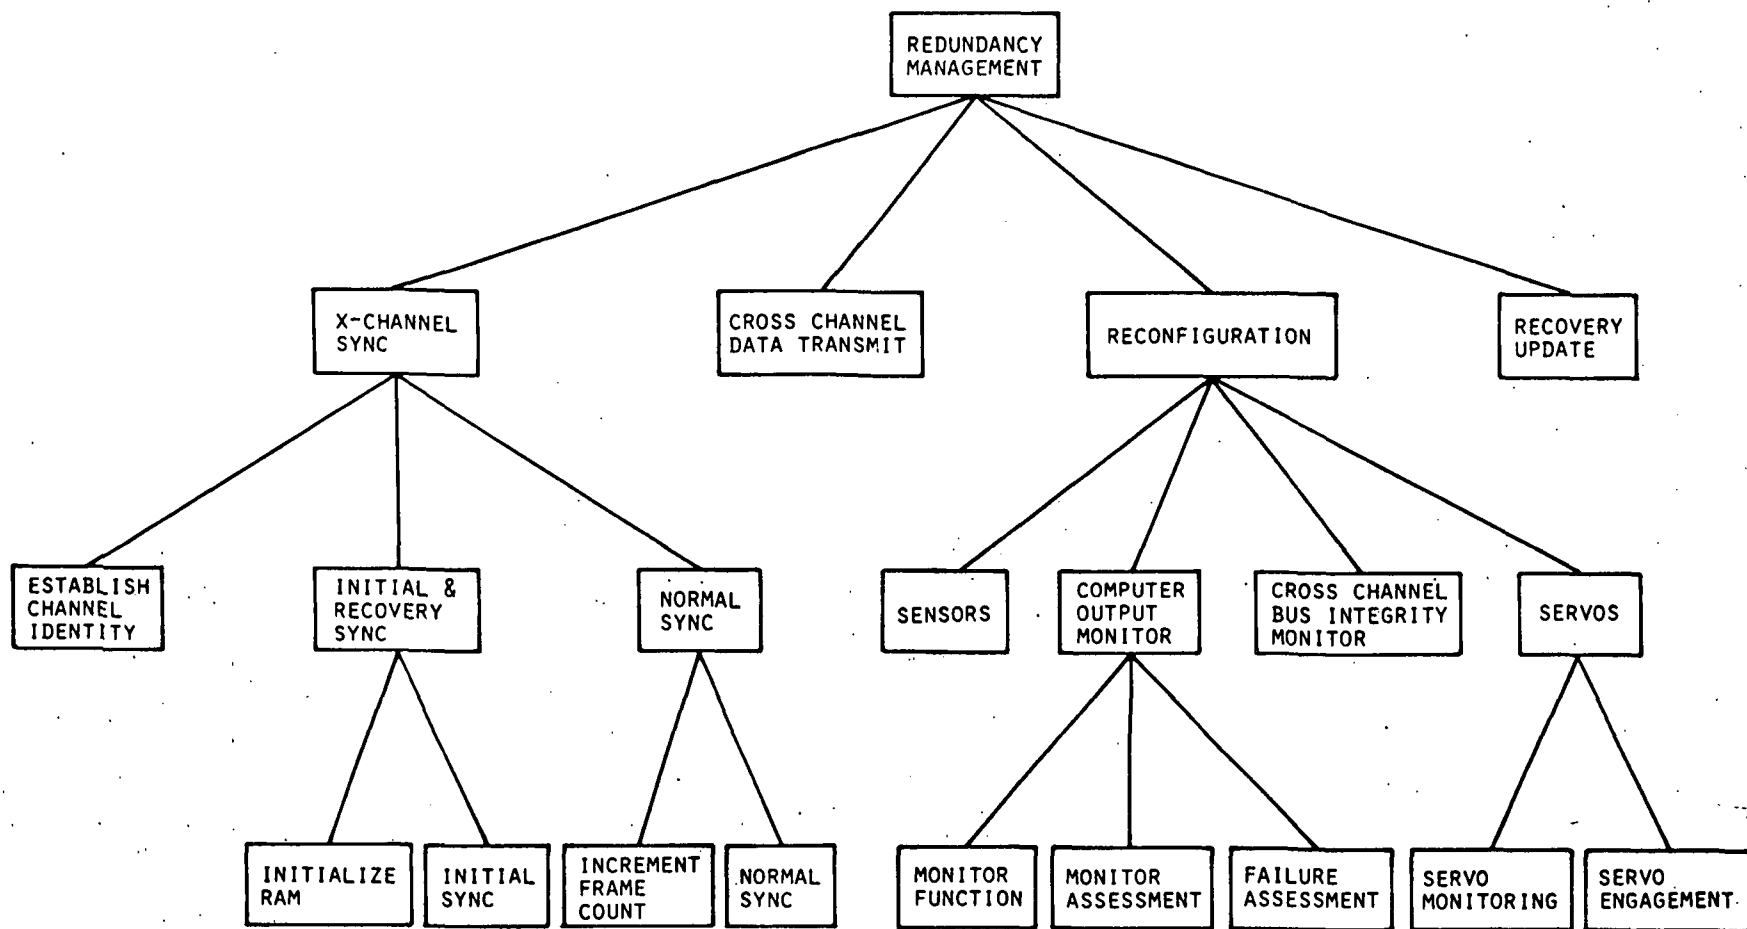 REDUNDANCY
MANAGEMENT
X-CHANNEL
SYNC
CROSS CHANNEL
DATA TRANSMIT
RECONFIGURATION
RECOVERY
UPDATE
ESTABLISH
CHANNEL
IDENTITY
INITIAL &
RECOVERY
SYNC
NORMAL
SYNC
SENSORS
COMPUTER
OUTPUT
MONITOR
CROSS CHANNEL
BUS INTEGRITY
MONITOR
SERVOS
INITIALIZE
RAM
INITIAL
SYNC
INCREMENT
FRAME
COUNT
NORMAL
SYNC
MONITOR
FUNCTION
MONITOR
ASSESSMENT
FAILURE
ASSESSMENT
SERVO
MONITORING
SERVO
ENGAGEMENT